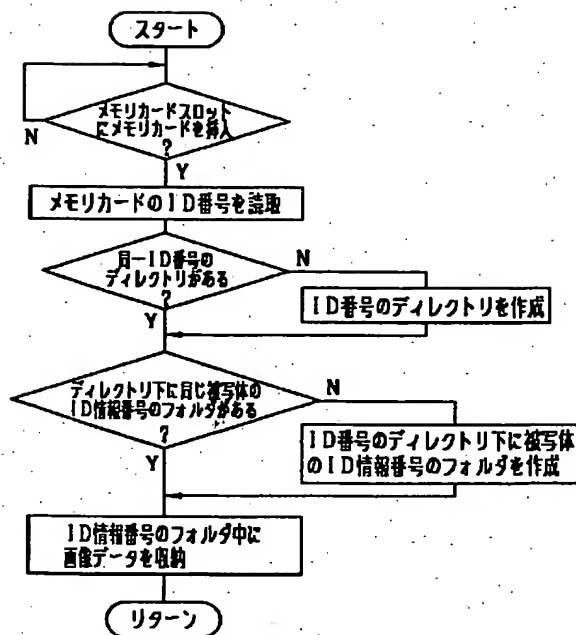 スタート
メモリカードスロット
にメモリカードを挿入
?
N
Y
メモリカードのID番号を読取
同一ID番号の
ディレクトリがある
?
N
Y
ID番号のディレクトリを作成
ディレクトリ下に同じ被写体の
ID情報番号のフォルダがある
?
N
Y
ID番号のディレクトリ下に被写体
のID情報番号のフォルダを作成
ID情報番号のフォルダ中に
画像データを収納
リターン